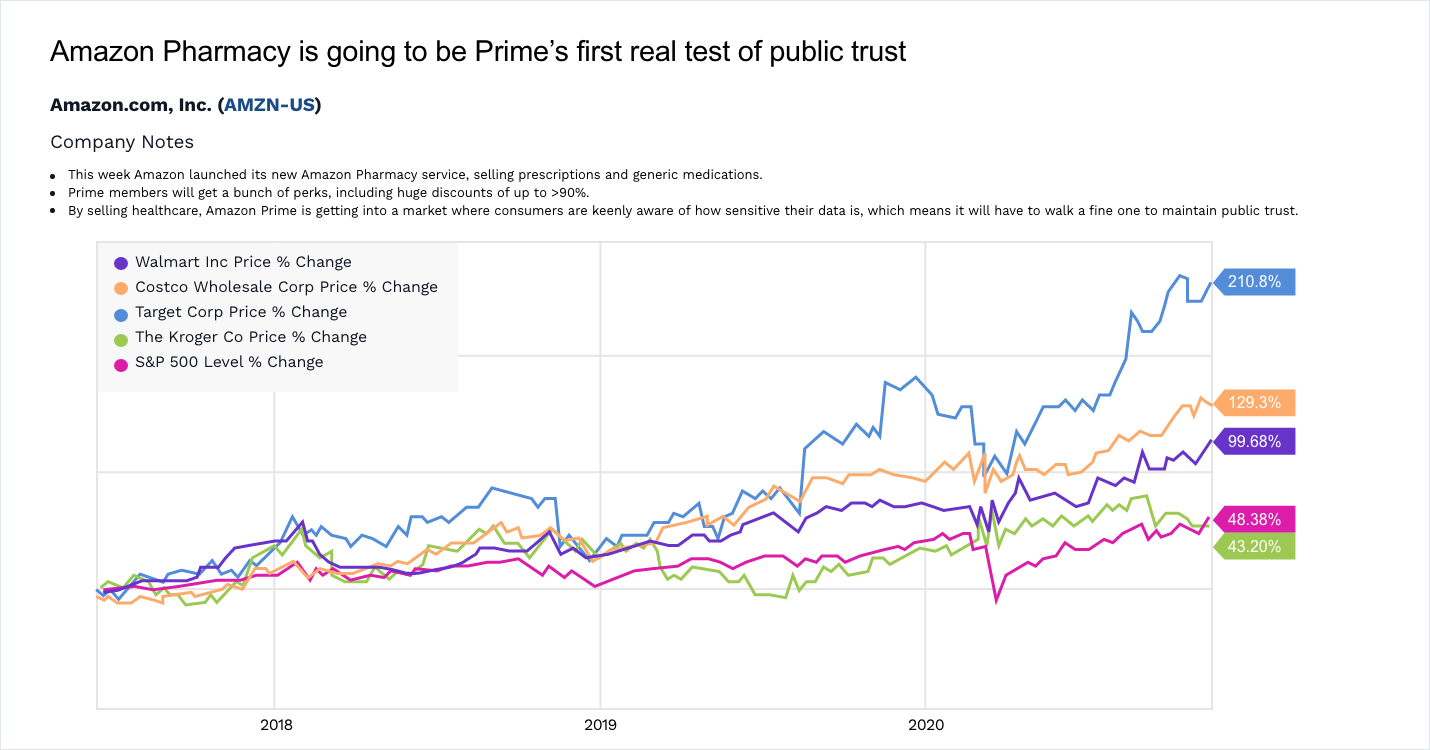 Amazon Pharmacy is going to be Prime’s first real test of public trust
Amazon.com, Inc. (AMZN-US)
Company Notes
This week Amazon launched its new Amazon Pharmacy service, selling prescriptions and generic medications.
Prime members will get a bunch of perks, including huge discounts of up to >90%.
By selling healthcare, Amazon Prime is getting into a market where consumers are keenly aware of how sensitive their data is, which means it will have to walk a fine one to maintain public trust.
Walmart Inc Price % Change
Costco Wholesale Corp Price % Change
Target Corp Price % Change
The Kroger Co Price % Change
S&P 500 Level % Change
210.8%
129.3%
99.68%
48.38%
43.20%
2018
2019
2020